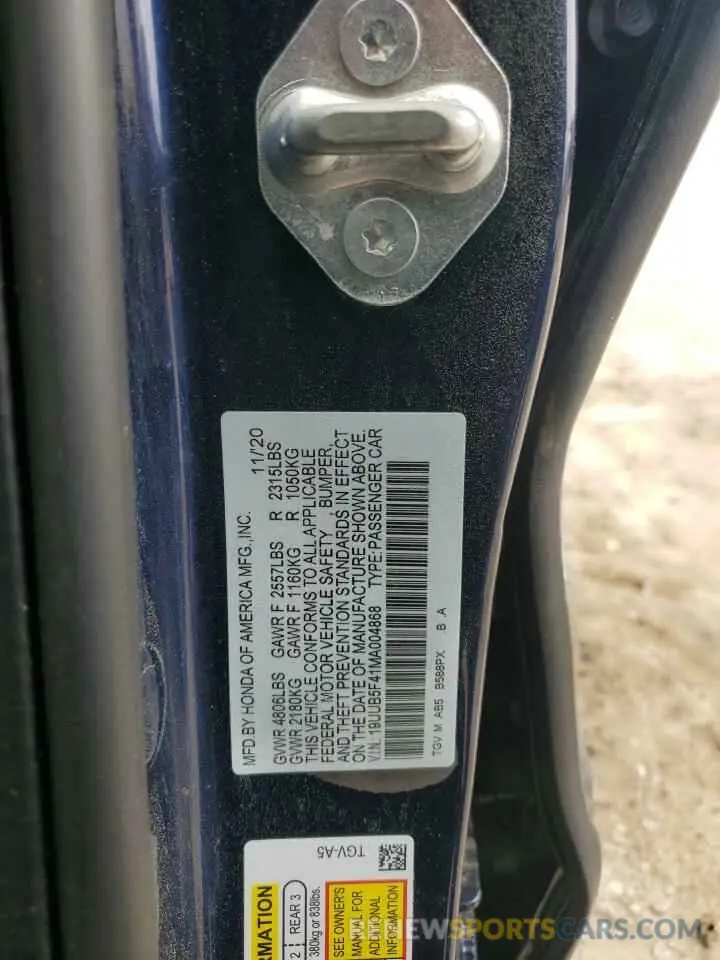 MFD.BY HONDA OF AMERICA MFG.,INC. 11/20
GVWR 4806LBS GAWR F 2557LBS R 2315LBS
GVWR 2180KG GAWR F 1160KG R 1050KG
THIS VEHICLE CONFORMS TO ALL APPLICABLE
FEDERAL MOTOR VEHICLE SAFETY , BUMPER,
AND THEFT PREVENTION STANDARDS IN EFFECT
ON THE DATE OF MANUFACTURE SHOWN ABOVE.
V.I.N.: 19UUB5F41MA004868 TYPE: PASSENGER CAR
TGV M AB5 B588PX B .A
TGV-A5
RMATION
2 REAR 3
380kg or 838lbs.
SEE OWNER'S
MANUAL FOR
ADDITIONAL
INFORMATION
NEWSPORTSCARS.COM